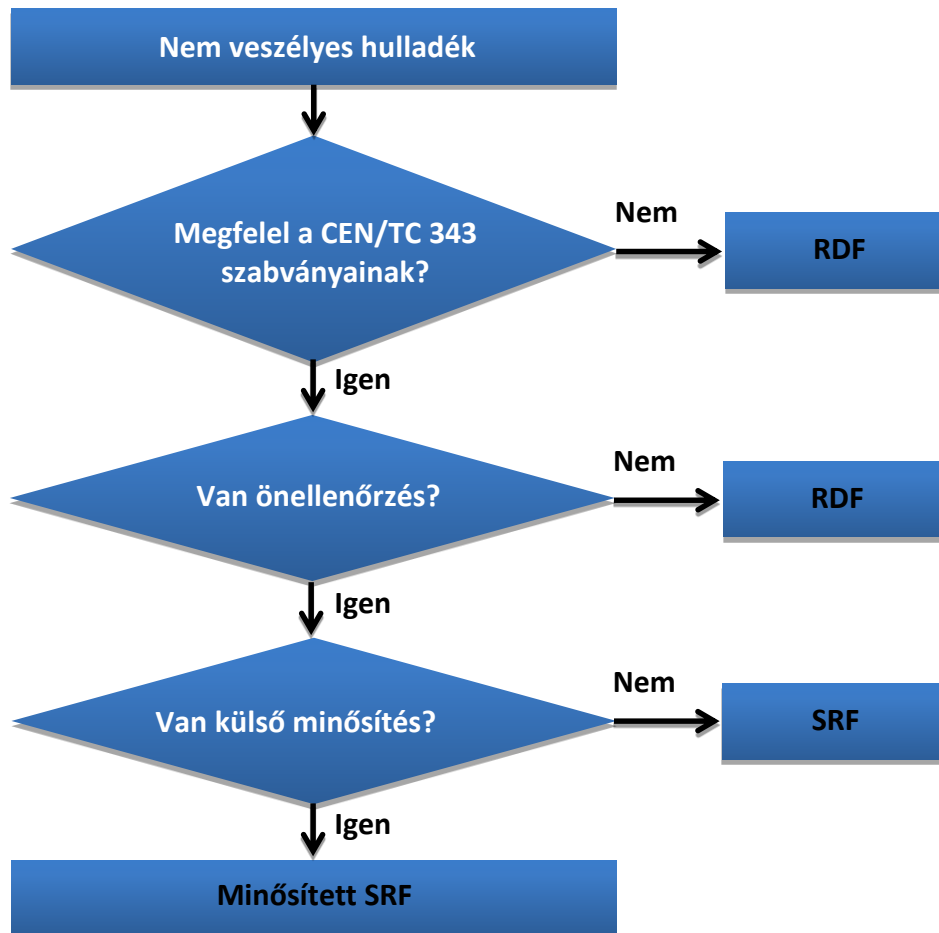 Nem veszélyes hulladék
Megfelel a CEN/TC 343
szabványainak?
Nem
RDF
Igen
Van önellenőrzés?
Nem
RDF
Igen
Van külső minősítés?
Nem
SRF
Igen
Minősített SRF